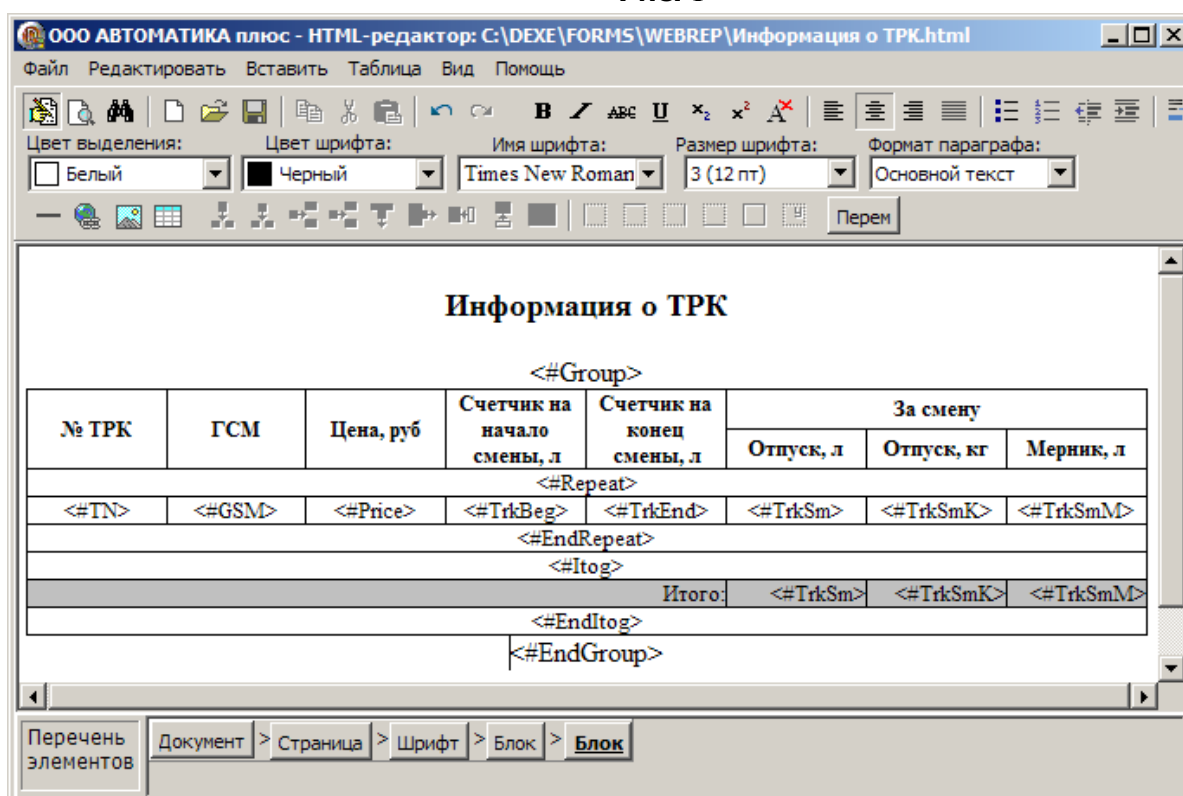 ООО АВТОМАТИКА плюс - HTML-редактор: C:\DEXE\FORMS\WEBREP\Информация о ТРК.html
Файл Редактировать Вставить Таблица Вид Помощь
B ABC U x₂ x² A
Цвет выделения: Цвет шрифта: Имя шрифта: Размер шрифта: Формат параграфа:
Белый Черный Times New Roman 3 (12 пт) Основной текст
Перем
Информация о ТРК
<#Group>
№ ТРК ГСМ Цена, руб Счетчик на начало смены, л Счетчик на конец смены, л За смену
Отпуск, л Отпуск, кг Мерник, л
<#Repeat>
<#TN> <#GSM> <#Price> <#TrkBeg> <#TrkEnd> <#TrkSm> <#TrkSmK> <#TrkSmM>
<#EndRepeat>
<#Itog>
Итого: <#TrkSm> <#TrkSmK> <#TrkSmM>
<#EndItog>
<#EndGroup>
Перечень элементов Документ > Страница > Шрифт > Блок > Блок